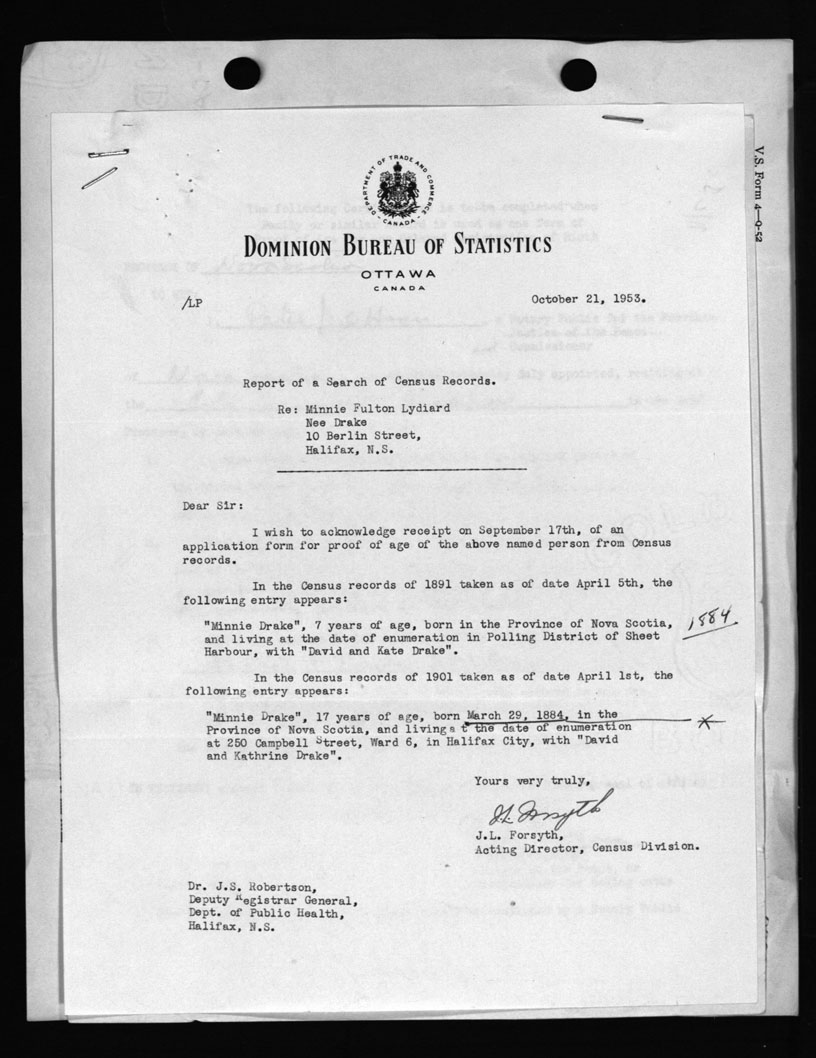 DEPARTMENT OF TRADE AND COMMERCE
CANADA
DOMINION BUREAU OF STATISTICS
OTTAWA
CANADA
/LP
October 21, 1953.
V.S. Form 4—9-52
Report of a Search of Census Records.
Re: Minnie Fulton Lydiard
Nee Drake
10 Berlin Street,
Halifax, N.S.
Dear Sir:
I wish to acknowledge receipt on September 17th, of an
application form for proof of age of the above named person from Census
records.
In the Census records of 1891 taken as of date April 5th, the
following entry appears:
"Minnie Drake", 7 years of age, born in the Province of Nova Scotia,
and living at the date of enumeration in Polling District of Sheet
Harbour, with "David and Kate Drake".
1884
In the Census records of 1901 taken as of date April 1st, the
following entry appears:
"Minnie Drake", 17 years of age, born March 29, 1884, in the
Province of Nova Scotia, and livings t the date of enumeration
at 250 Campbell Street, Ward 6, in Halifax City, with "David
and Kathrine Drake".
Yours very truly,
J.L. Forsyth
J.L. Forsyth,
Acting Director, Census Division.
Dr. J.S. Robertson,
Deputy Registrar General,
Dept. of Public Health,
Halifax, N.S.